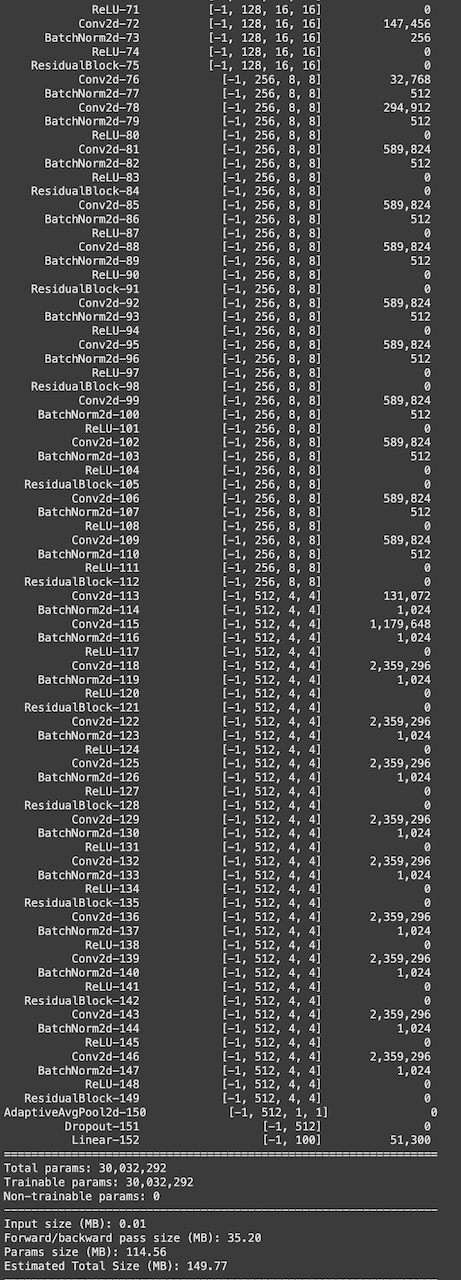 ReLU-71 [-1, 128, 16, 16] 0
Conv2d-72 [-1, 128, 16, 16] 147,456
BatchNorm2d-73 [-1, 128, 16, 16] 256
ReLU-74 [-1, 128, 16, 16] 0
ResidualBlock-75 [-1, 128, 16, 16] 0
Conv2d-76 [-1, 256, 8, 8] 32,768
BatchNorm2d-77 [-1, 256, 8, 8] 512
Conv2d-78 [-1, 256, 8, 8] 294,912
BatchNorm2d-79 [-1, 256, 8, 8] 512
ReLU-80 [-1, 256, 8, 8] 0
Conv2d-81 [-1, 256, 8, 8] 589,824
BatchNorm2d-82 [-1, 256, 8, 8] 512
ReLU-83 [-1, 256, 8, 8] 0
ResidualBlock-84 [-1, 256, 8, 8] 0
Conv2d-85 [-1, 256, 8, 8] 589,824
BatchNorm2d-86 [-1, 256, 8, 8] 512
ReLU-87 [-1, 256, 8, 8] 0
Conv2d-88 [-1, 256, 8, 8] 589,824
BatchNorm2d-89 [-1, 256, 8, 8] 512
ReLU-90 [-1, 256, 8, 8] 0
ResidualBlock-91 [-1, 256, 8, 8] 0
Conv2d-92 [-1, 256, 8, 8] 589,824
BatchNorm2d-93 [-1, 256, 8, 8] 512
ReLU-94 [-1, 256, 8, 8] 0
Conv2d-95 [-1, 256, 8, 8] 589,824
BatchNorm2d-96 [-1, 256, 8, 8] 512
ReLU-97 [-1, 256, 8, 8] 0
ResidualBlock-98 [-1, 256, 8, 8] 0
Conv2d-99 [-1, 256, 8, 8] 589,824
BatchNorm2d-100 [-1, 256, 8, 8] 512
ReLU-101 [-1, 256, 8, 8] 0
Conv2d-102 [-1, 256, 8, 8] 589,824
BatchNorm2d-103 [-1, 256, 8, 8] 512
ReLU-104 [-1, 256, 8, 8] 0
ResidualBlock-105 [-1, 256, 8, 8] 0
Conv2d-106 [-1, 256, 8, 8] 589,824
BatchNorm2d-107 [-1, 256, 8, 8] 512
ReLU-108 [-1, 256, 8, 8] 0
Conv2d-109 [-1, 256, 8, 8] 589,824
BatchNorm2d-110 [-1, 256, 8, 8] 512
ReLU-111 [-1, 256, 8, 8] 0
ResidualBlock-112 [-1, 256, 8, 8] 0
Conv2d-113 [-1, 512, 4, 4] 131,072
BatchNorm2d-114 [-1, 512, 4, 4] 1,024
Conv2d-115 [-1, 512, 4, 4] 1,179,648
BatchNorm2d-116 [-1, 512, 4, 4] 1,024
ReLU-117 [-1, 512, 4, 4] 0
Conv2d-118 [-1, 512, 4, 4] 2,359,296
BatchNorm2d-119 [-1, 512, 4, 4] 1,024
ReLU-120 [-1, 512, 4, 4] 0
ResidualBlock-121 [-1, 512, 4, 4] 0
Conv2d-122 [-1, 512, 4, 4] 2,359,296
BatchNorm2d-123 [-1, 512, 4, 4] 1,024
ReLU-124 [-1, 512, 4, 4] 0
Conv2d-125 [-1, 512, 4, 4] 2,359,296
BatchNorm2d-126 [-1, 512, 4, 4] 1,024
ReLU-127 [-1, 512, 4, 4] 0
ResidualBlock-128 [-1, 512, 4, 4] 0
Conv2d-129 [-1, 512, 4, 4] 2,359,296
BatchNorm2d-130 [-1, 512, 4, 4] 1,024
ReLU-131 [-1, 512, 4, 4] 0
Conv2d-132 [-1, 512, 4, 4] 2,359,296
BatchNorm2d-133 [-1, 512, 4, 4] 1,024
ReLU-134 [-1, 512, 4, 4] 0
ResidualBlock-135 [-1, 512, 4, 4] 0
Conv2d-136 [-1, 512, 4, 4] 2,359,296
BatchNorm2d-137 [-1, 512, 4, 4] 1,024
ReLU-138 [-1, 512, 4, 4] 0
Conv2d-139 [-1, 512, 4, 4] 2,359,296
BatchNorm2d-140 [-1, 512, 4, 4] 1,024
ReLU-141 [-1, 512, 4, 4] 0
ResidualBlock-142 [-1, 512, 4, 4] 0
Conv2d-143 [-1, 512, 4, 4] 2,359,296
BatchNorm2d-144 [-1, 512, 4, 4] 1,024
ReLU-145 [-1, 512, 4, 4] 0
Conv2d-146 [-1, 512, 4, 4] 2,359,296
BatchNorm2d-147 [-1, 512, 4, 4] 1,024
ReLU-148 [-1, 512, 4, 4] 0
ResidualBlock-149 [-1, 512, 4, 4] 0
AdaptiveAvgPool2d-150 [-1, 512, 1, 1] 0
Dropout-151 [-1, 512] 0
Linear-152 [-1, 100] 51,300
================================================================
Total params: 30,032,292
Trainable params: 30,032,292
Non-trainable params: 0
----------------------------------------------------------------
Input size (MB): 0.01
Forward/backward pass size (MB): 35.20
Params size (MB): 114.56
Estimated Total Size (MB): 149.77
----------------------------------------------------------------